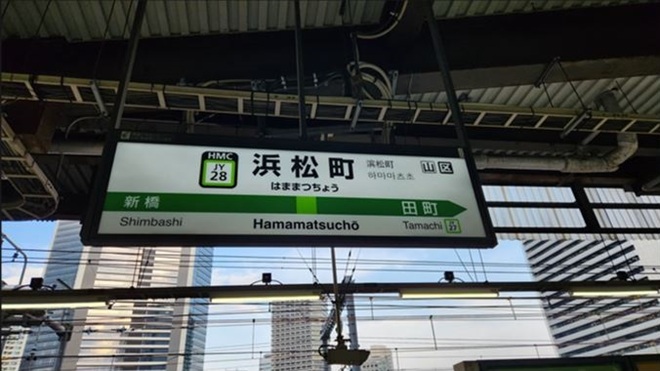 HMC
JY
28
浜松町
はままつちょう
浜松町
하마마츠초
山 区
新橋
田町
Shimbashi
Hamamatsuchō
Tamachi
JY
27